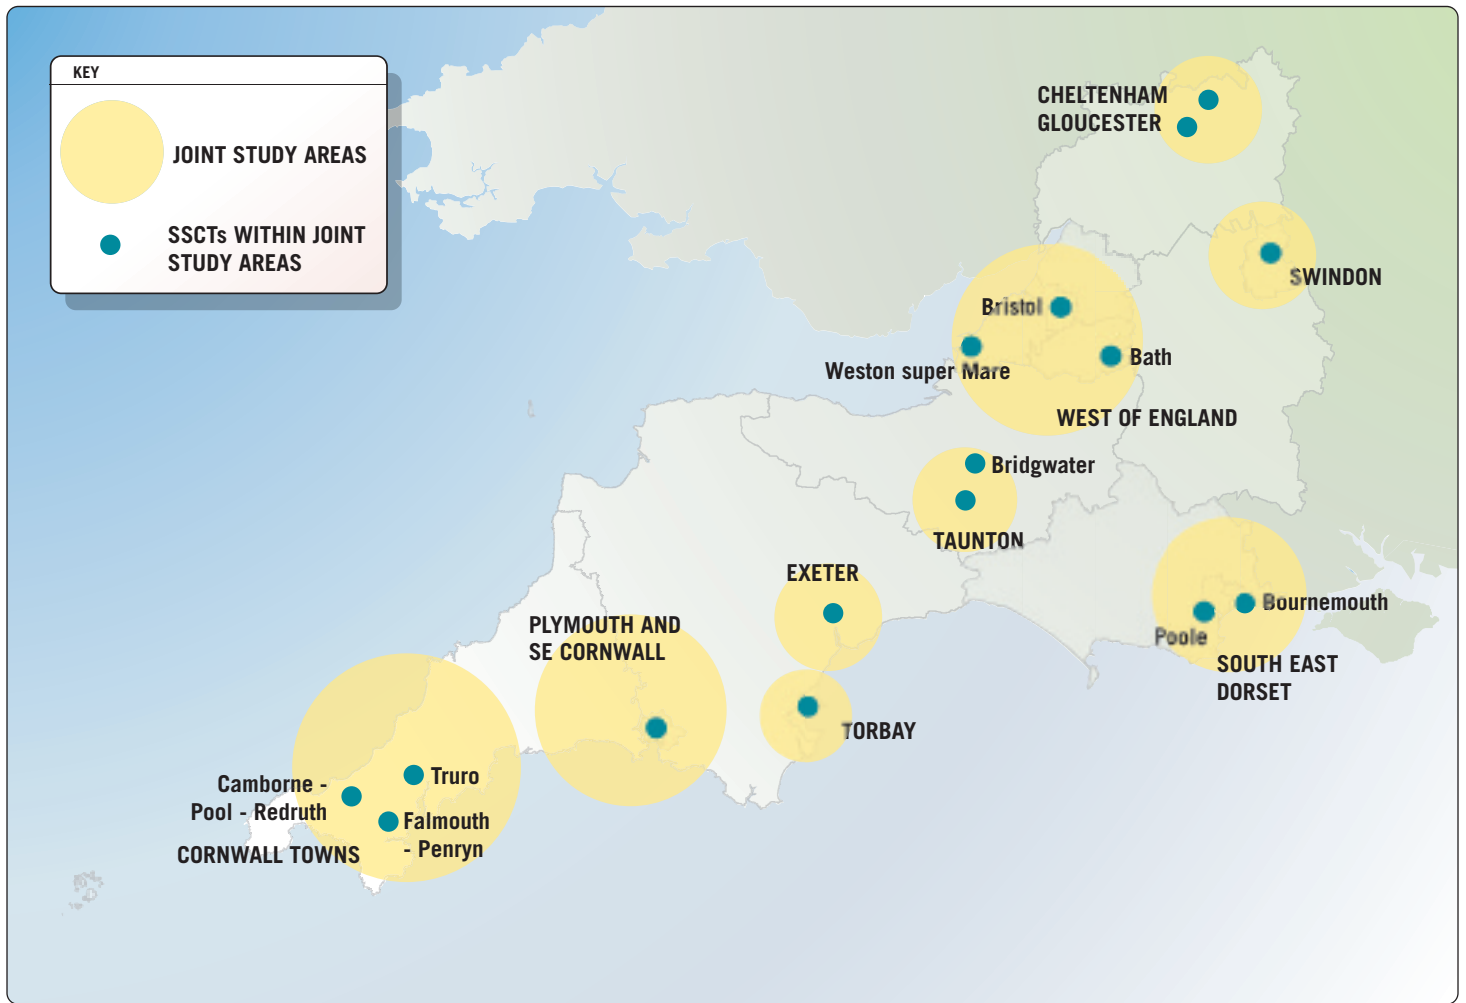 KEY
JOINT STUDY AREAS
SSCTs WITHIN JOINT
STUDY AREAS
CHELTENHAM
GLOUCESTER
SWINDON
Bristol
Weston super Mare
Bath
WEST OF ENGLAND
Bridgwater
TAUNTON
EXETER
PLYMOUTH AND
SE CORNWALL
Bournemouth
Poole
SOUTH EAST
DORSET
TORBAY
Truro
Camborne -
Pool - Redruth
Falmouth
- Penryn
CORNWALL TOWNS